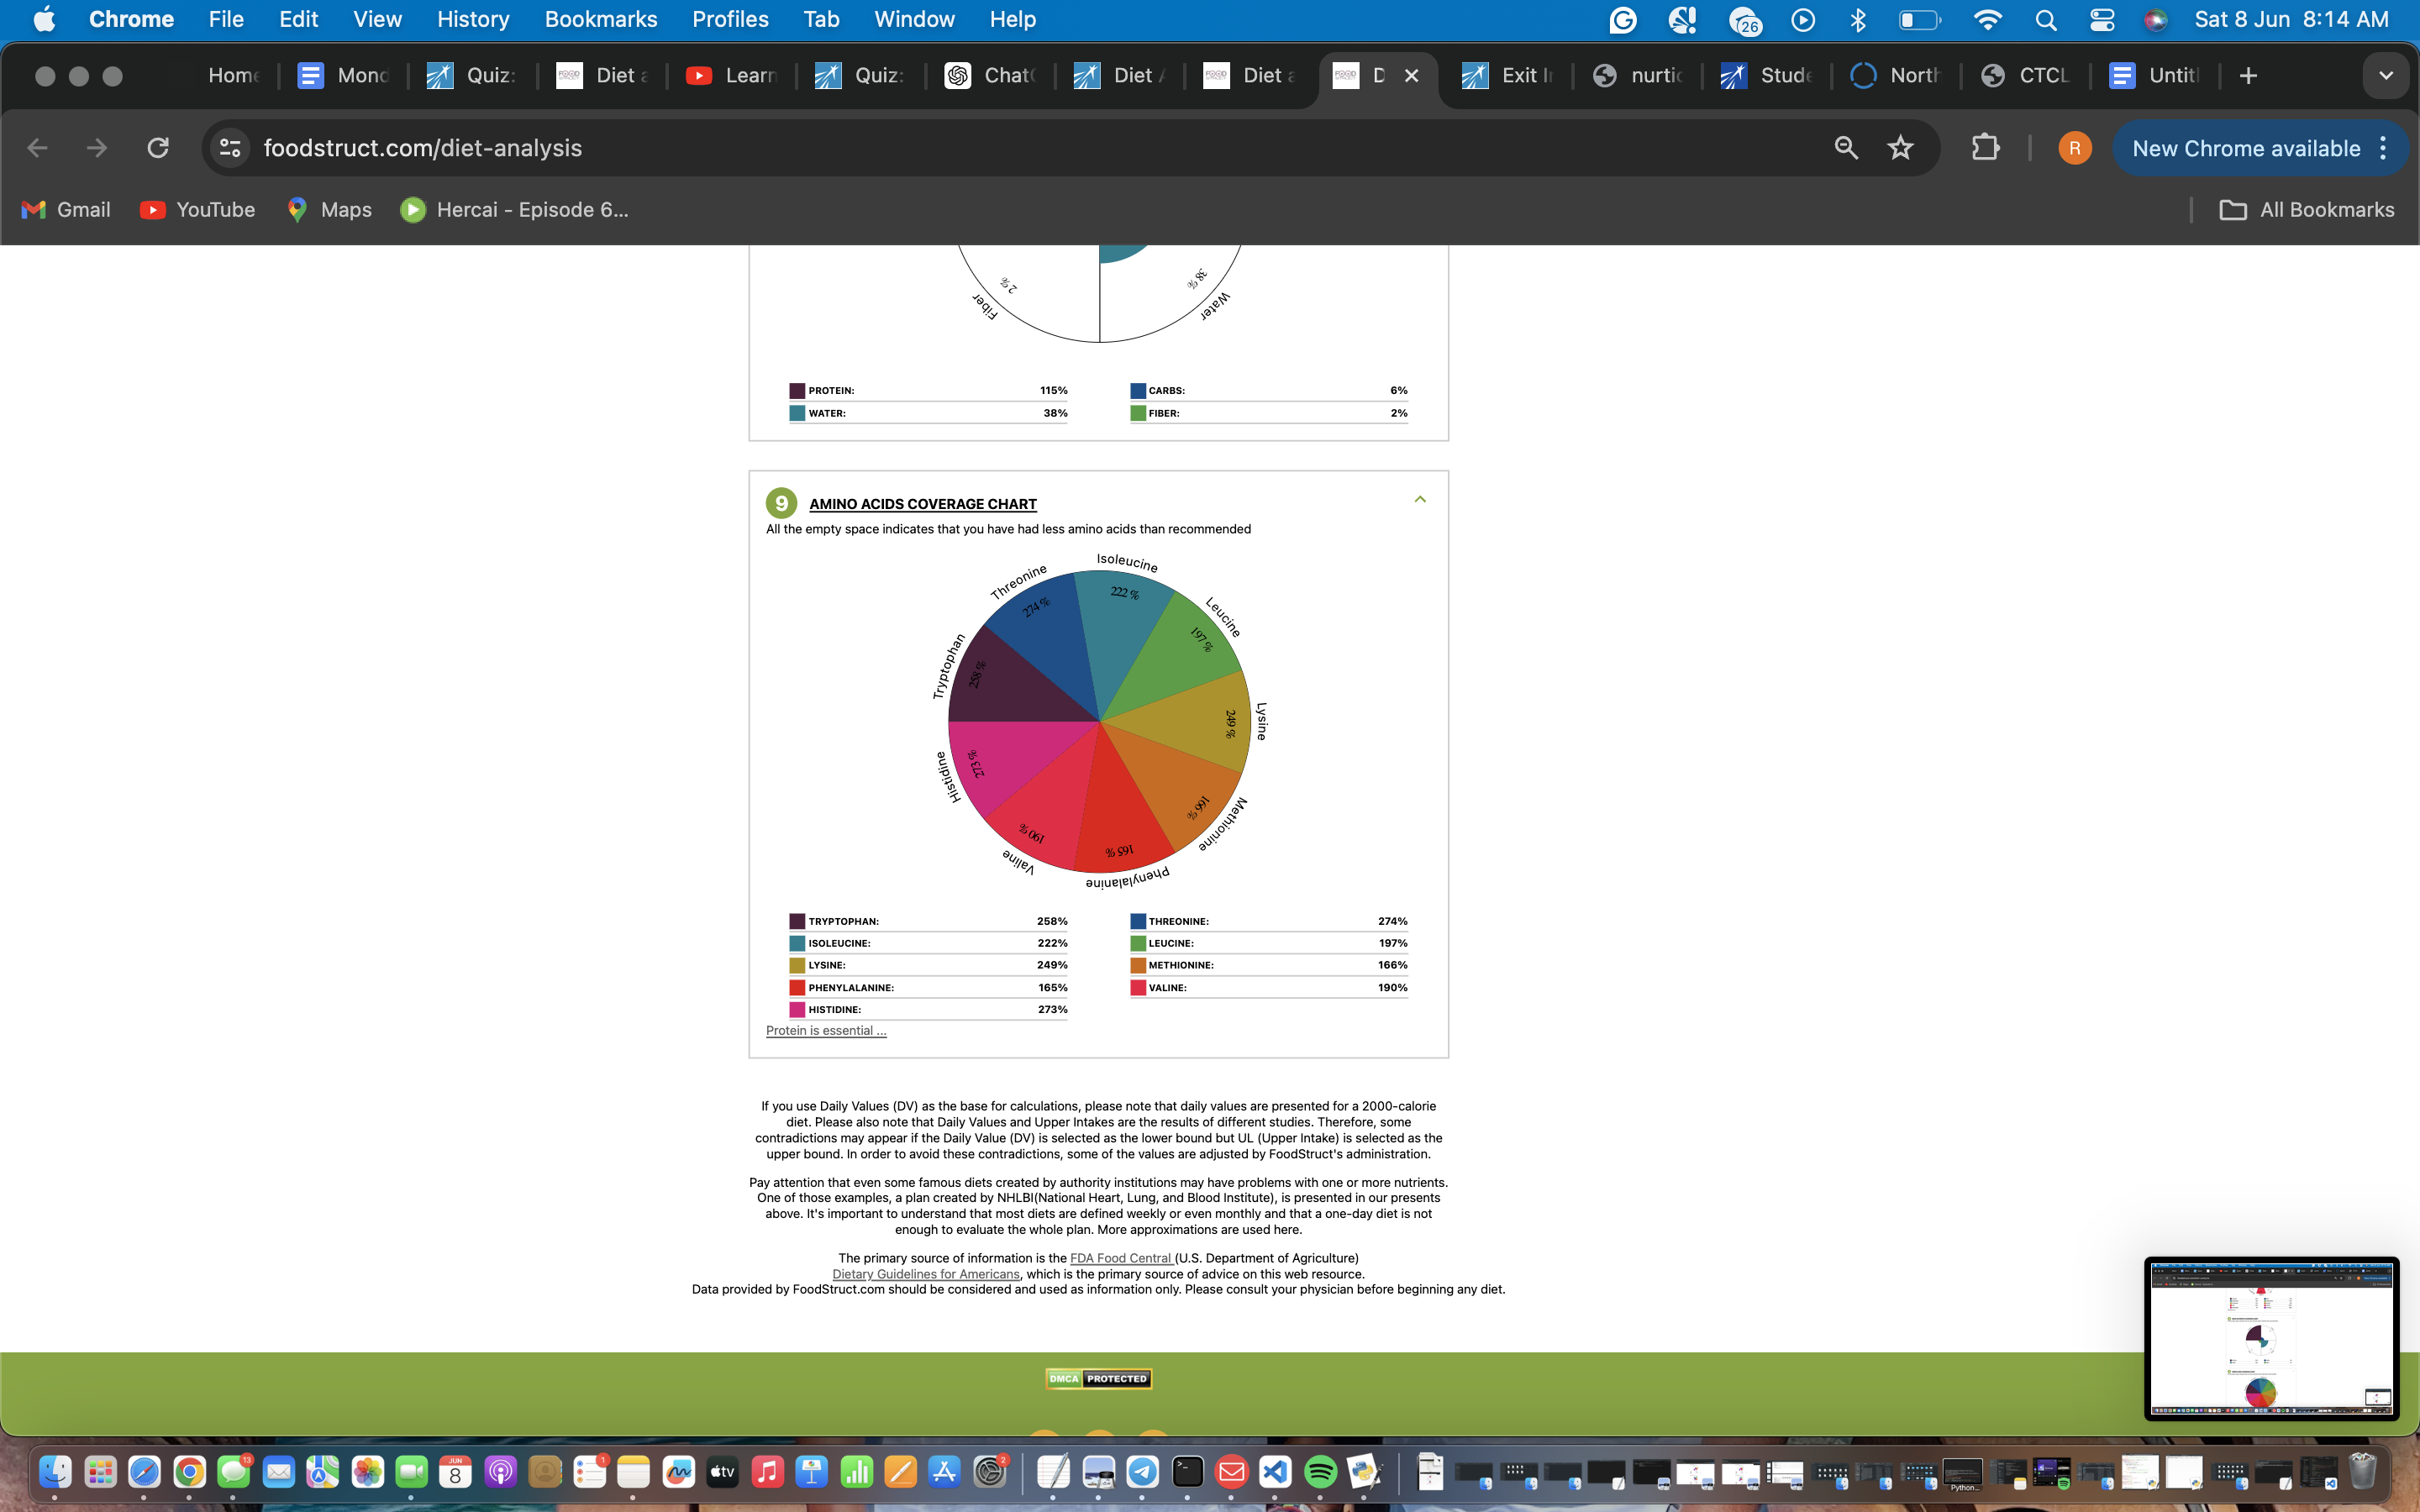 Chrome File Edit View History Bookmarks Profiles Tab Window Help 26 Sat 8 Jun 8:14 AM
Home Mond Quiz: Diet a Learn Quiz: Chat Diet A Diet a D Exit In nurtic Stude North CTCL Untitl
foodstruct.com/diet-analysis R New Chrome available
Gmail YouTube Maps Hercai - Episode 6... All Bookmarks
2 % 38 %
Fiber Water
PROTEIN: 115% CARBS: 6%
WATER: 38% FIBER: 2%
9 AMINO ACIDS COVERAGE CHART
All the empty space indicates that you have had less amino acids than recommended
Isoleucine
222 %
Threonine
274 %
Leucine
197 %
Tryptophan
258 %
Lysine
249 %
Histidine
273 %
Methionine
166 %
Valine
190 %
Phenylalanine
165 %
TRYPTOPHAN: 258% THREONINE: 274%
ISOLEUCINE: 222% LEUCINE: 197%
LYSINE: 249% METHIONINE: 166%
PHENYLALANINE: 165% VALINE: 190%
HISTIDINE: 273%
Protein is essential ...
If you use Daily Values (DV) as the base for calculations, please note that daily values are presented for a 2000-calorie
diet. Please also note that Daily Values and Upper Intakes are the results of different studies. Therefore, some
contradictions may appear if the Daily Value (DV) is selected as the lower bound but UL (Upper Intake) is selected as the
upper bound. In order to avoid these contradictions, some of the values are adjusted by FoodStruct's administration.
Pay attention that even some famous diets created by authority institutions may have problems with one or more nutrients.
One of those examples, a plan created by NHLBI(National Heart, Lung, and Blood Institute), is presented in our presents
above. It's important to understand that most diets are defined weekly or even monthly and that a one-day diet is not
enough to evaluate the whole plan. More approximations are used here.
The primary source of information is the FDA Food Central (U.S. Department of Agriculture)
Dietary Guidelines for Americans, which is the primary source of advice on this web resource.
Data provided by FoodStruct.com should be considered and used as information only. Please consult your physician before beginning any diet.
DMCA PROTECTED
13 JUN 8 1 tv 2 Python...